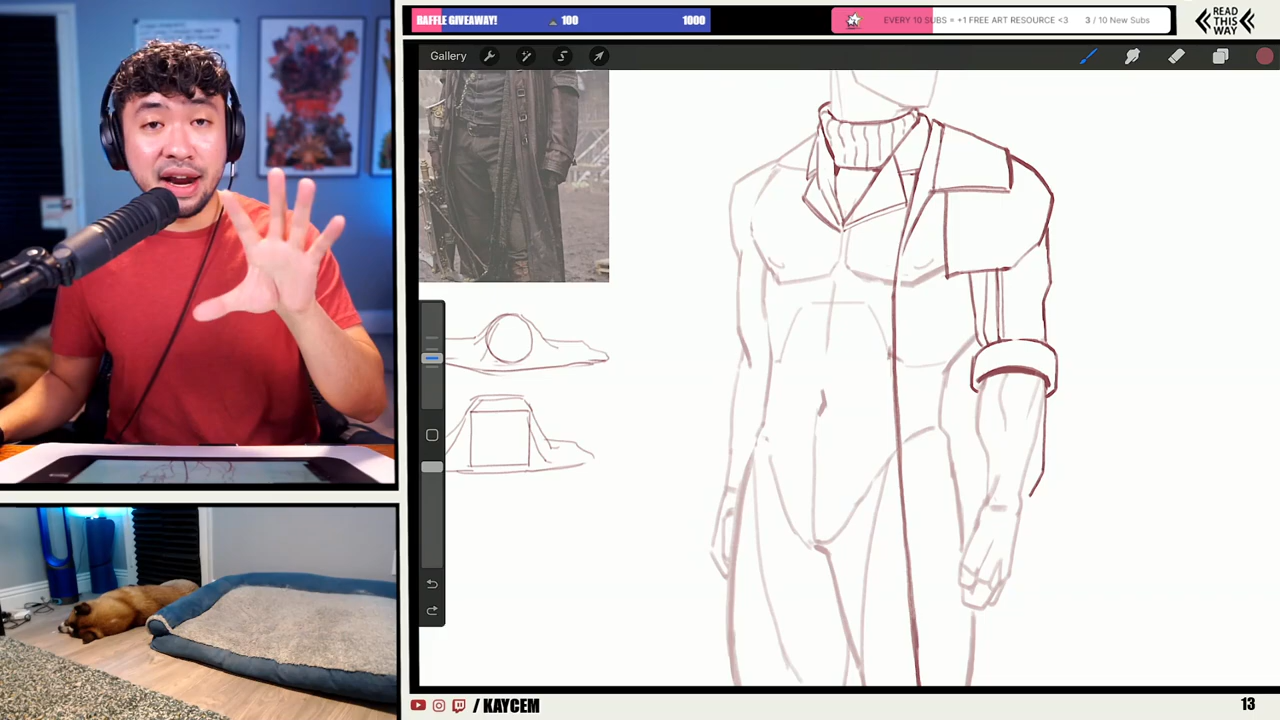 RAFFLE GIVEAWAY!
100
1000
EVERY 10 SUBS = +1 FREE ART RESOURCE <3
3 / 10 New Subs
READ
THIS
WAY
Gallery
/ KAYCEM
13